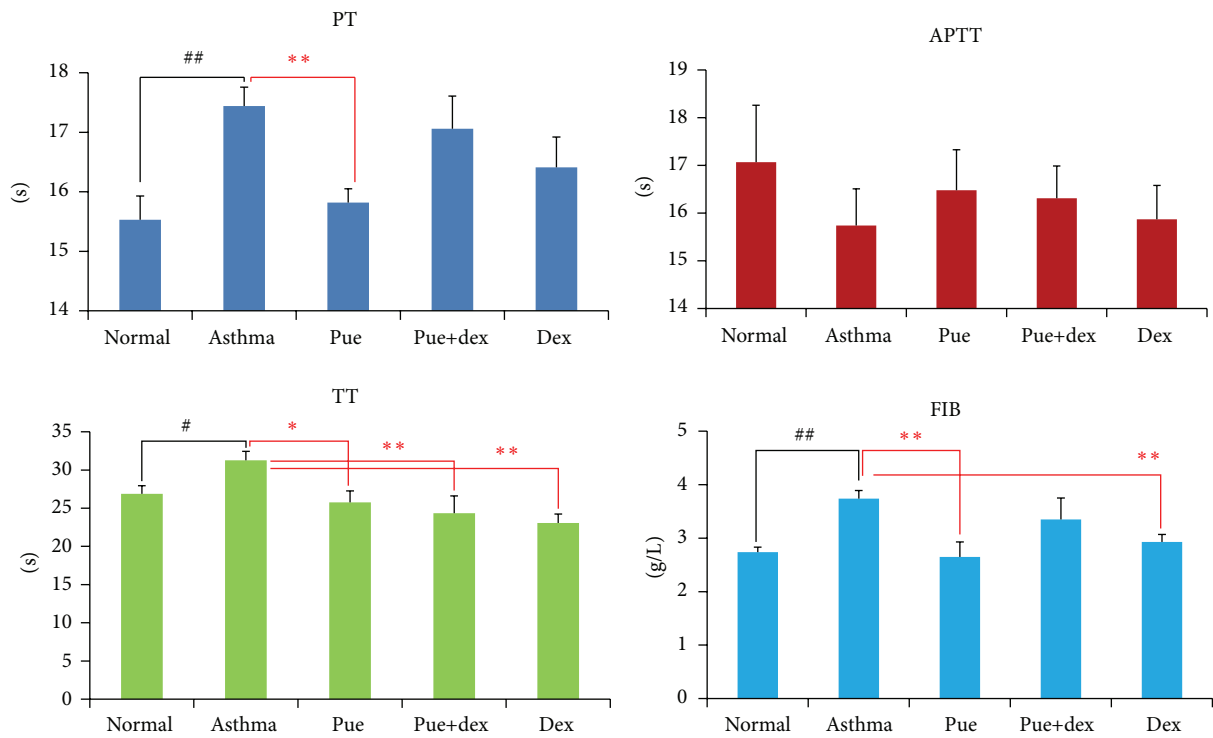 PT
## **
18
17
16
15
14
(s)
Normal Asthma Pue Pue+dex Dex
APTT
19
18
17
16
15
14
(s)
Normal Asthma Pue Pue+dex Dex
TT
# * ** **
35
30
25
20
15
10
5
0
(s)
Normal Asthma Pue Pue+dex Dex
FIB
## ** **
5
4
3
2
1
0
(g/L)
Normal Asthma Pue Pue+dex Dex